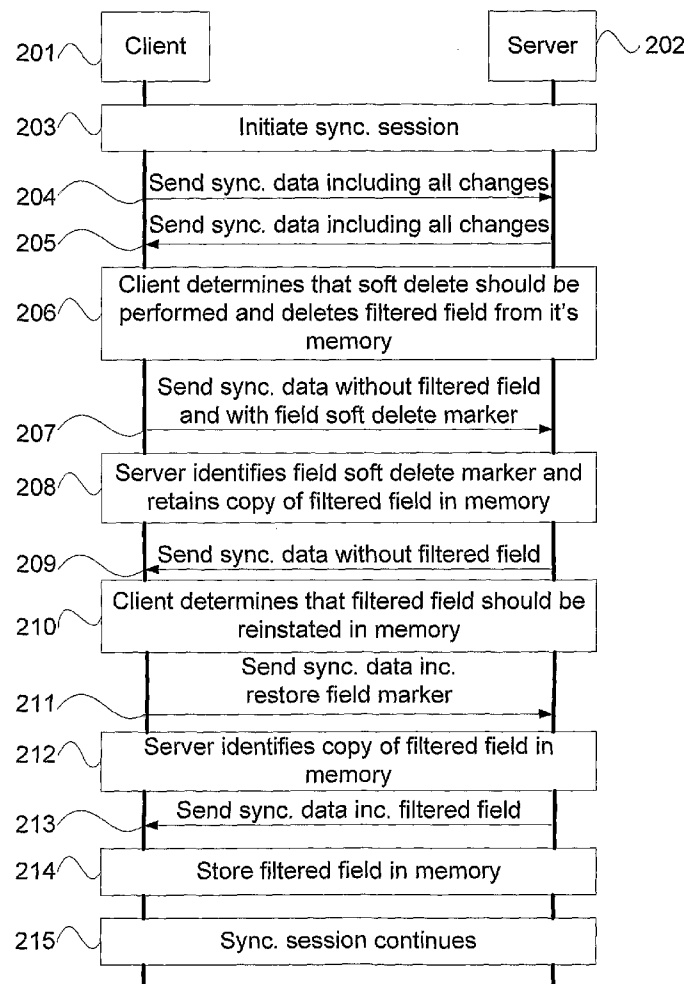 201
Client
Server
202
203
Initiate sync. session
204
Send sync. data including all changes
205
Send sync. data including all changes
206
Client determines that soft delete should be
performed and deletes filtered field from it's
memory
207
Send sync. data without filtered field
and with field soft delete marker
208
Server identifies field soft delete marker and
retains copy of filtered field in memory
209
Send sync. data without filtered field
210
Client determines that filtered field should be
reinstated in memory
211
Send sync. data inc.
restore field marker
212
Server identifies copy of filtered field in
memory
213
Send sync. data inc. filtered field
214
Store filtered field in memory
215
Sync. session continues